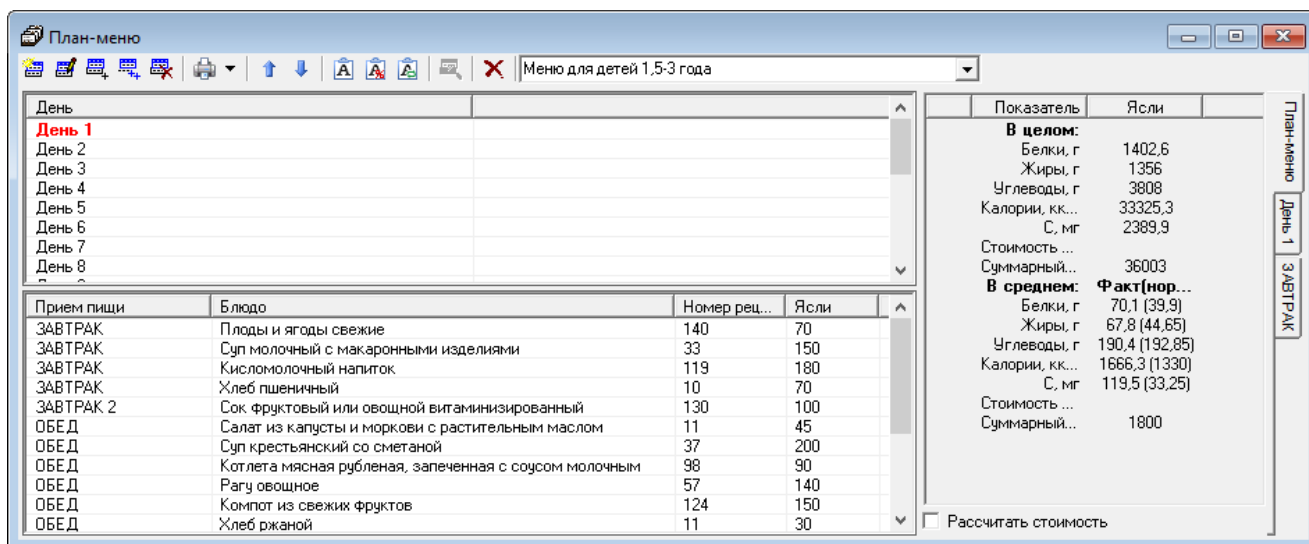 План-меню
Меню для детей 1,5-3 года
День
День 1
День 2
День 3
День 4
День 5
День 6
День 7
День 8
Прием пищи Блюдо Номер рец... Ясли
ЗАВТРАК Плоды и ягоды свежие 140 70
ЗАВТРАК Суп молочный с макаронными изделиями 33 150
ЗАВТРАК Кисломолочный напиток 119 180
ЗАВТРАК Хлеб пшеничный 10 70
ЗАВТРАК 2 Сок фруктовый или овощной витаминизированный 130 100
ОБЕД Салат из капусты и моркови с растительным маслом 11 45
ОБЕД Суп крестьянский со сметаной 37 200
ОБЕД Котлета мясная рубленая, запеченная с соусом молочным 98 90
ОБЕД Рагу овощное 57 140
ОБЕД Компот из свежих фруктов 124 150
ОБЕД Хлеб ржаной 11 30
Показатель Ясли
В целом:
Белки, г 1402,6
Жиры, г 1356
Углеводы, г 3808
Калории, кк... 33325,3
С, мг 2389,9
Стоимость ...
Суммарный... 36003
В среднем: Факт(нор...
Белки, г 70,1 (39,9)
Жиры, г 67,8 (44,65)
Углеводы, г 190,4 (192,85)
Калории, кк... 1666,3 (1330)
С, мг 119,5 (33,25)
Стоимость ...
Суммарный... 1800
Рассчитать стоимость
План-меню
День 1
ЗАВТРАК